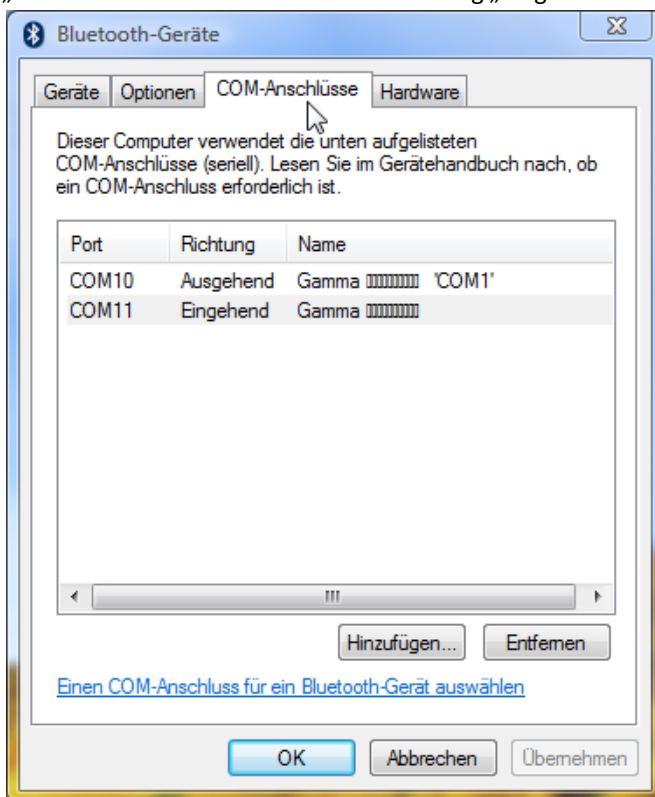 Bluetooth-Geräte
Geräte Optionen COM-Anschlüsse Hardware
Dieser Computer verwendet die unten aufgelisteten
COM-Anschlüsse (seriell). Lesen Sie im Gerätehandbuch nach, ob
ein COM-Anschluss erforderlich ist.
Port Richtung Name
COM10 Ausgehend Gamma ▯▯▯▯▯▯▯▯▯▯ 'COM1'
COM11 Eingehend Gamma ▯▯▯▯▯▯▯▯▯▯
Hinzufügen... Entfernen
Einen COM-Anschluss für ein Bluetooth-Gerät auswählen
OK Abbrechen Übernehmen